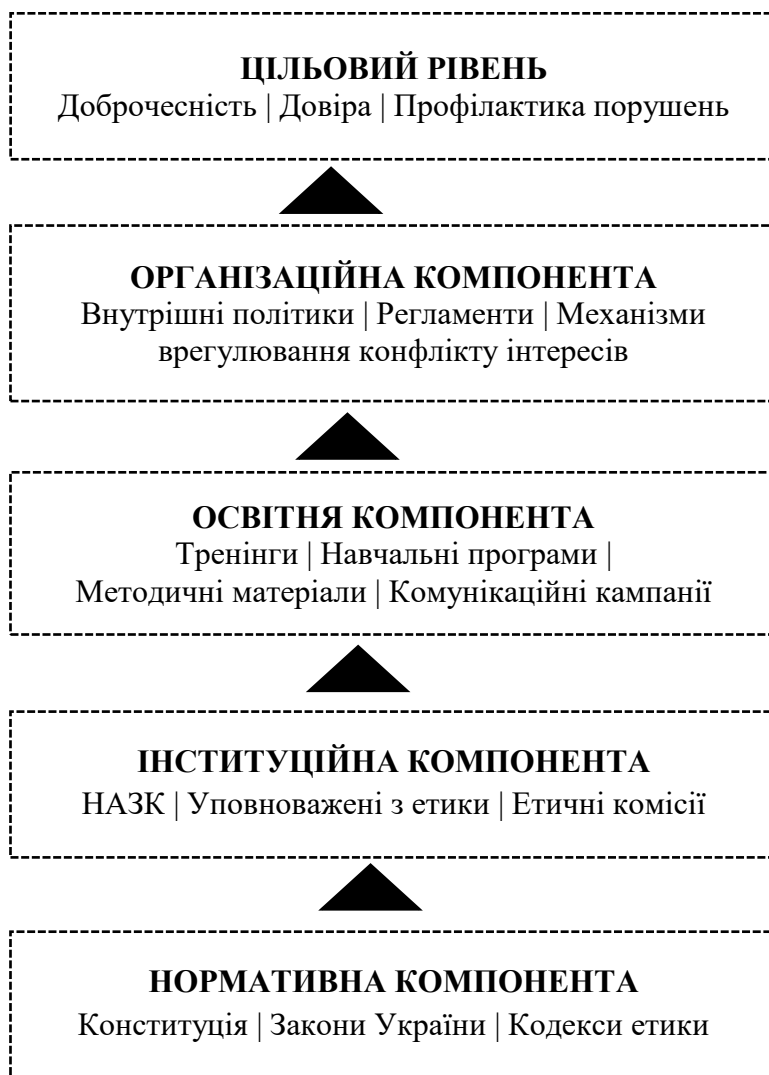 ЦІЛЬОВИЙ РІВЕНЬ
Доброчесність | Довіра | Профілактика порушень
ОРГАНІЗАЦІЙНА КОМПОНЕНТА
Внутрішні політики | Регламенти | Механізми
врегулювання конфлікту інтересів
ОСВІТНЯ КОМПОНЕНТА
Тренінги | Навчальні програми |
Методичні матеріали | Комунікаційні кампанії
ІНСТИТУЦІЙНА КОМПОНЕНТА
НАЗК | Уповноважені з етики | Етичні комісії
НОРМАТИВНА КОМПОНЕНТА
Конституція | Закони України | Кодекси етики